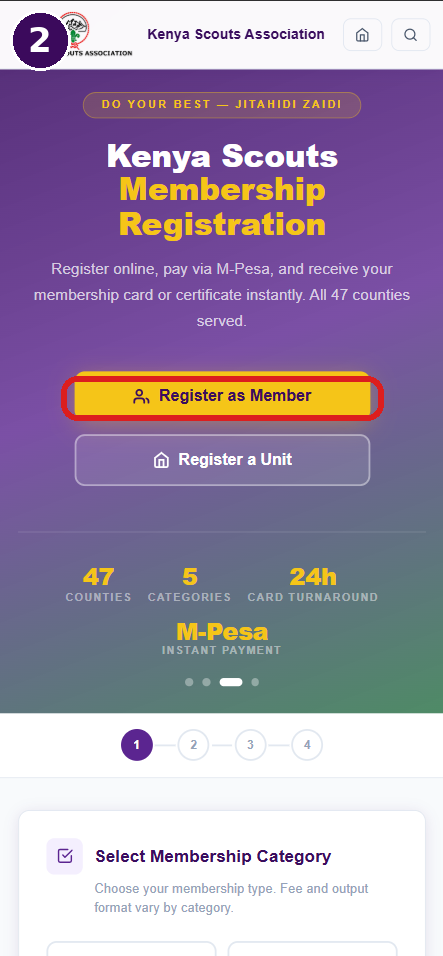 2
UTS ASSOCIATION
Kenya Scouts Association
DO YOUR BEST — JITAHIDI ZAIDI
Kenya Scouts
Membership
Registration
Register online, pay via M-Pesa, and receive your
membership card or certificate instantly. All 47 counties
served.
Register as Member
Register a Unit
47
COUNTIES
5
CATEGORIES
24h
CARD TURNAROUND
M-Pesa
INSTANT PAYMENT
1
2
3
4
Select Membership Category
Choose your membership type. Fee and output
format vary by category.